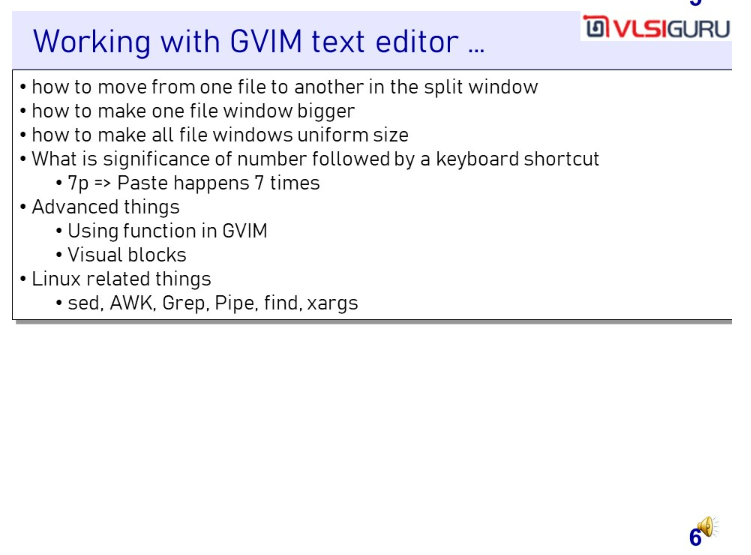 Working with GVIM text editor ...
VLSIGURU
• how to move from one file to another in the split window
• how to make one file window bigger
• how to make all file windows uniform size
• What is significance of number followed by a keyboard shortcut
• 7p => Paste happens 7 times
• Advanced things
• Using function in GVIM
• Visual blocks
• Linux related things
• sed, AWK, Grep, Pipe, find, xargs
6